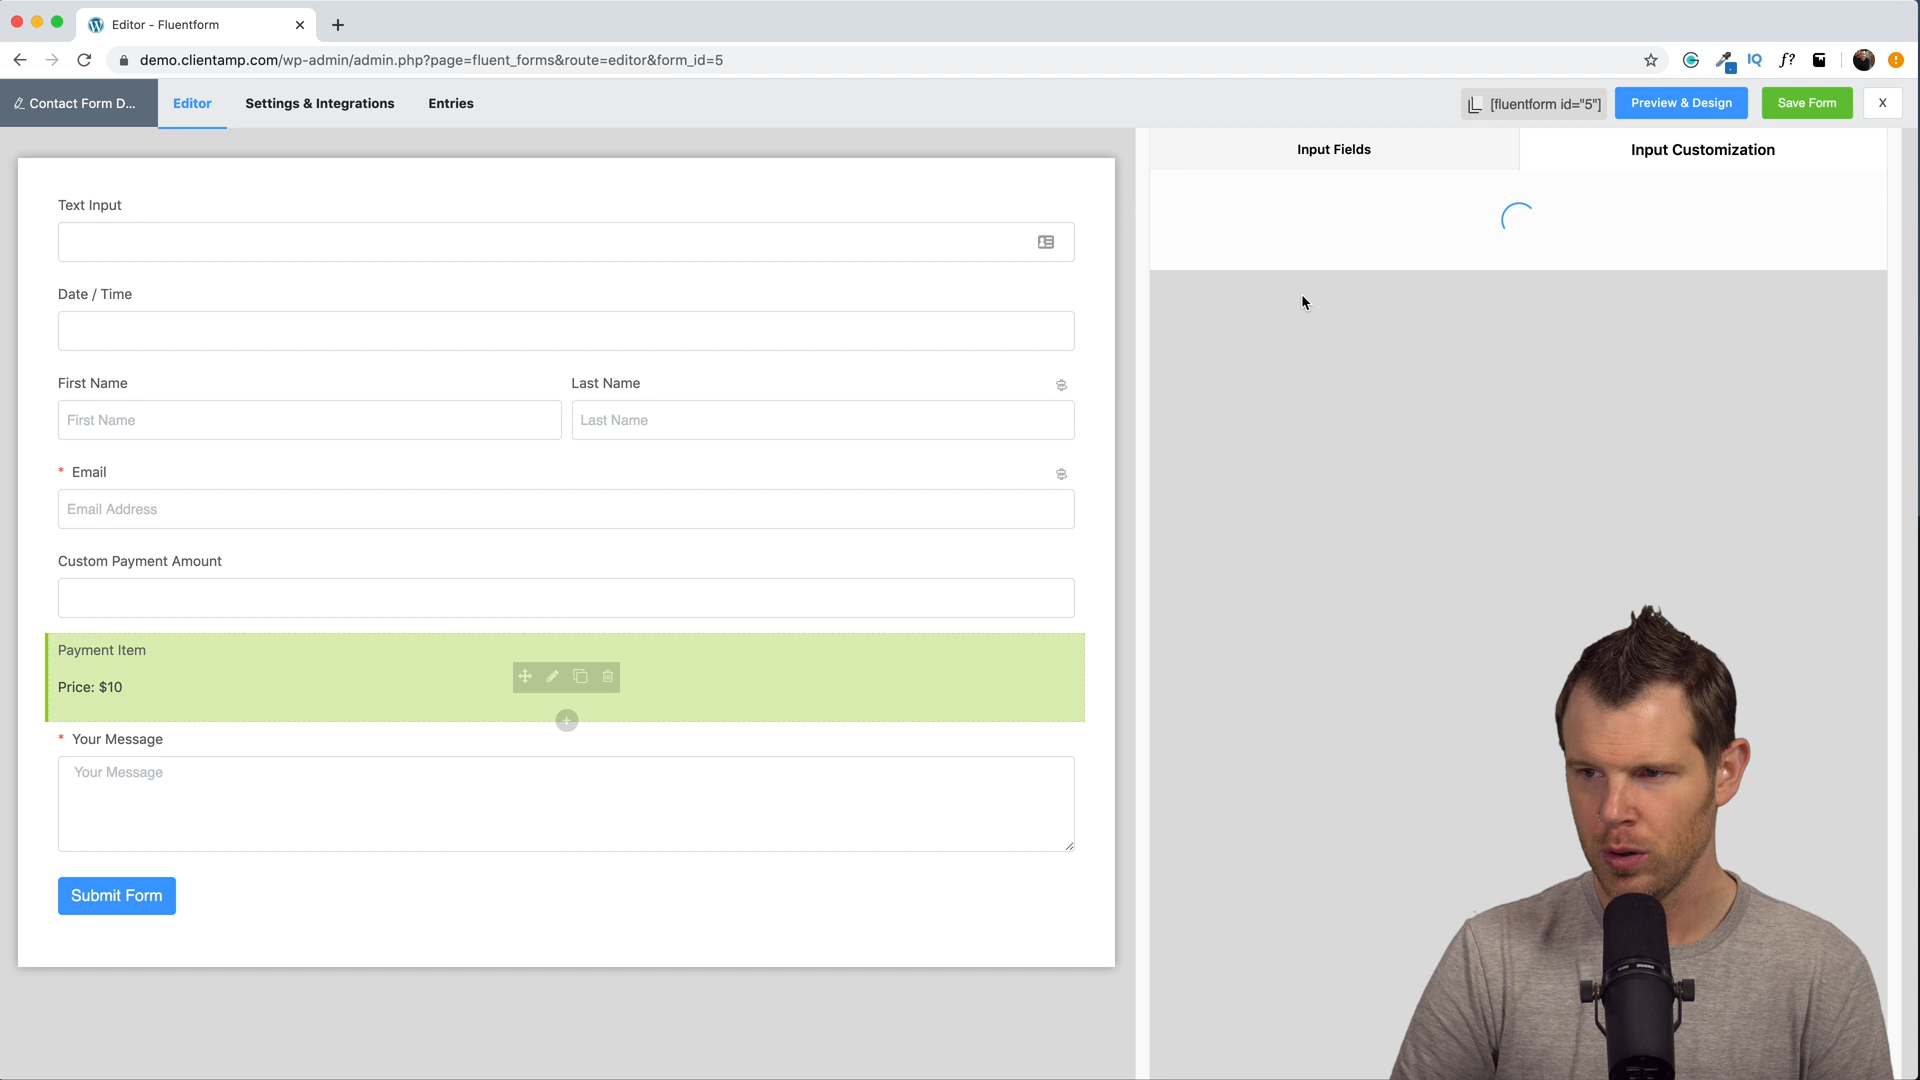 Editor - Fluentform
demo.clientamp.com/wp-admin/admin.php?page=fluent_forms&route=editor&form_id=5
IQ
f?
Contact Form D...
Editor
Settings & Integrations
Entries
[fluentform id="5"]
Preview & Design
Save Form
X
Input Fields
Input Customization
Text Input
Date / Time
First Name
Last Name
First Name
Last Name
* Email
Email Address
Custom Payment Amount
Payment Item
Price: $10
* Your Message
Your Message
Submit Form